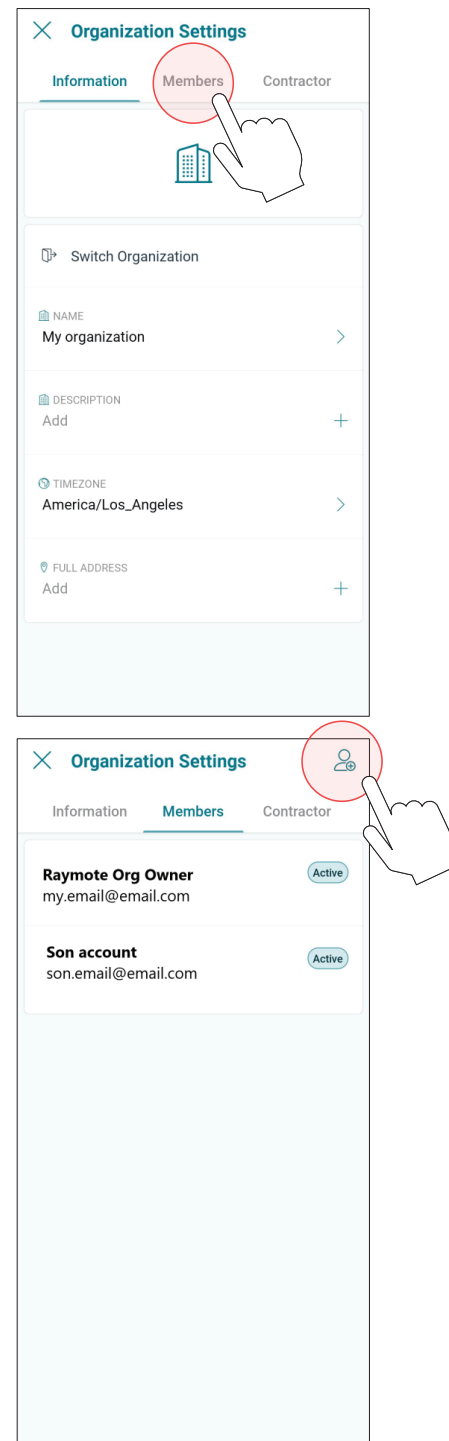 Organization Settings
Information Members Contractor
Switch Organization
NAME
My organization
DESCRIPTION
Add
TIMEZONE
America/Los_Angeles
FULL ADDRESS
Add
Organization Settings
Information Members Contractor
Raymote Org Owner Active
my.email@email.com
Son account Active
son.email@email.com